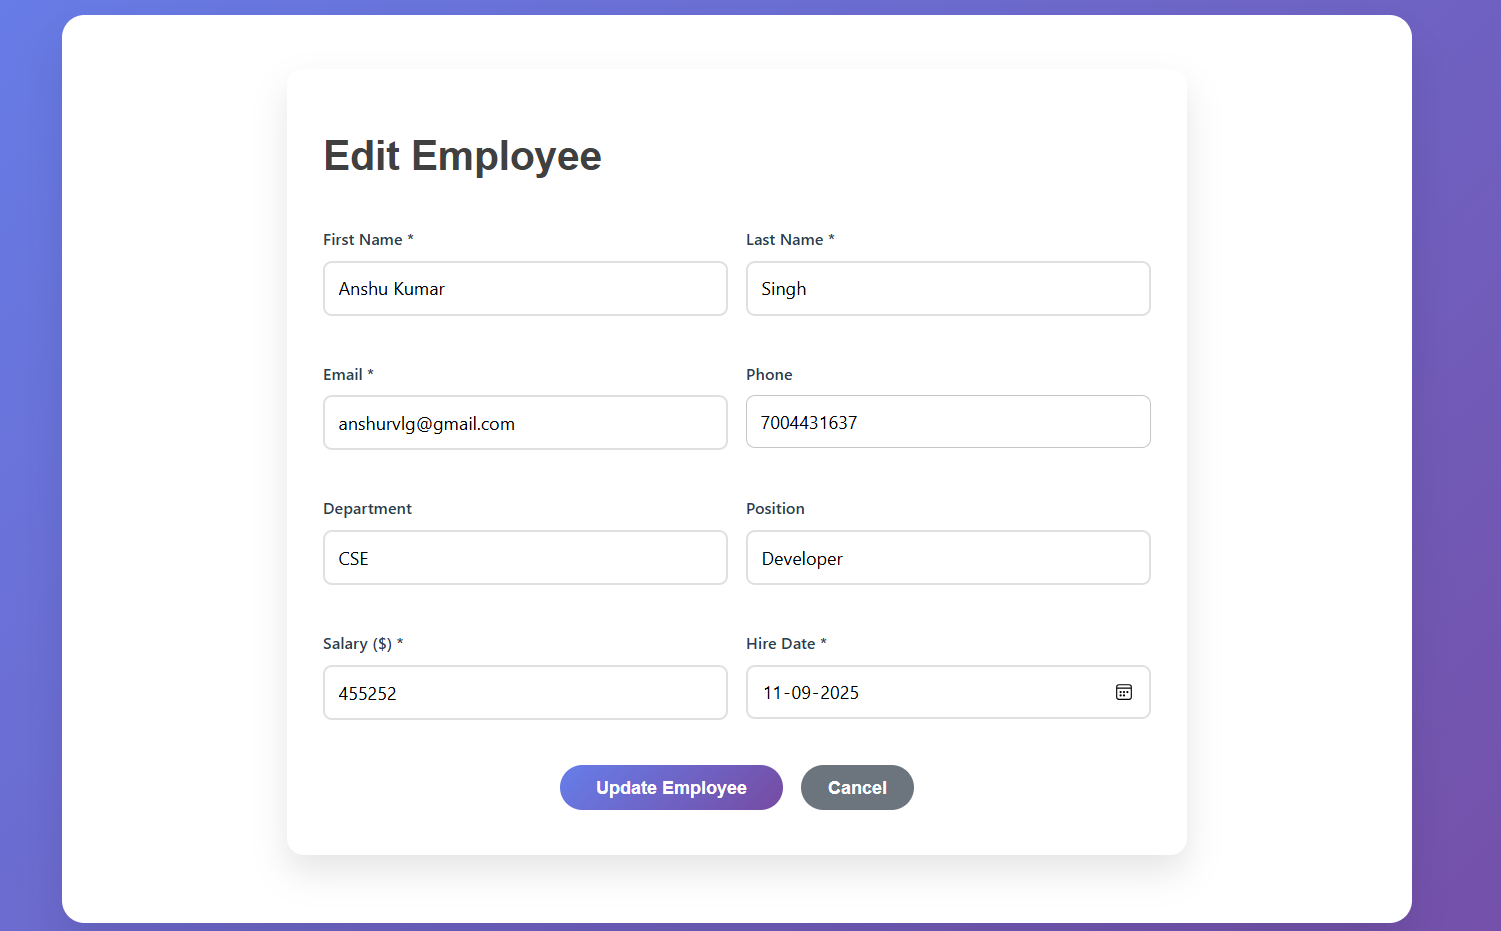 Edit Employee
First Name * Last Name *
Anshu Kumar Singh
Email * Phone
anshurvlg@gmail.com 7004431637
Department Position
CSE Developer
Salary ($) * Hire Date *
455252 11-09-2025
Update Employee Cancel